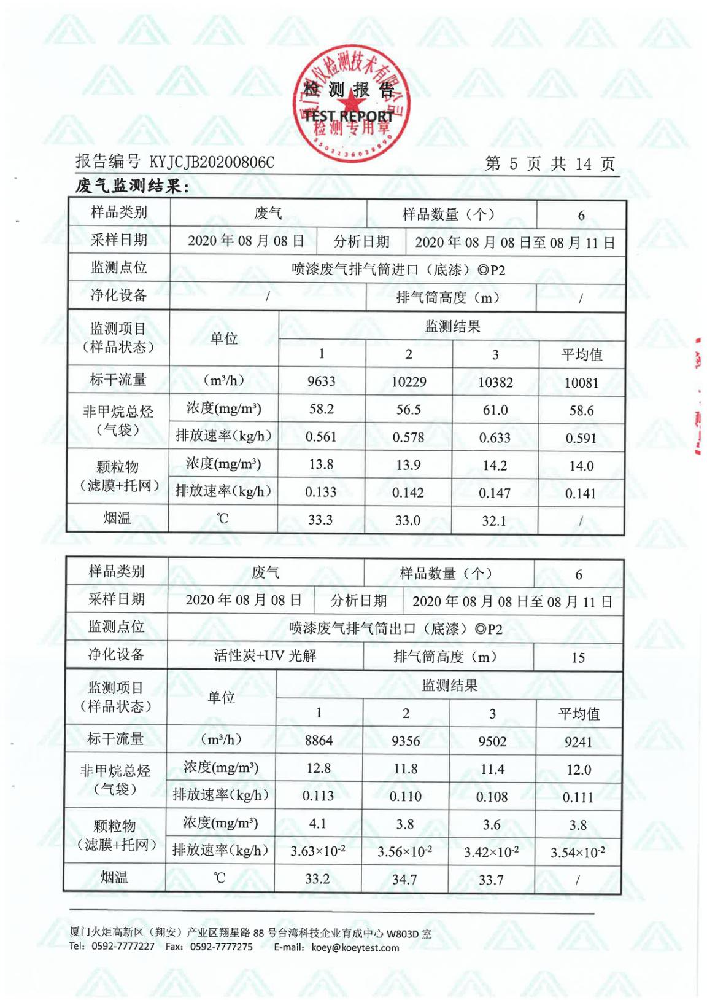 厦门科仪检测技术有限公司
检测报告
TEST REPORT
检测专用章
3502136028890
报告编号 KYJCJB20200806C 第 5 页 共 14 页
废气监测结果：
样品类别 废气 样品数量（个） 6
采样日期 2020 年 08 月 08 日 分析日期 2020 年 08 月 08 日至 08 月 11 日
监测点位 喷漆废气排气筒进口（底漆）◎P2
净化设备 / 排气筒高度（m） /
监测项目（样品状态） 单位 监测结果
1 2 3 平均值
标干流量 （m³/h） 9633 10229 10382 10081
非甲烷总烃（气袋） 浓度(mg/m³) 58.2 56.5 61.0 58.6
排放速率(kg/h) 0.561 0.578 0.633 0.591
颗粒物（滤膜+托网） 浓度(mg/m³) 13.8 13.9 14.2 14.0
排放速率(kg/h) 0.133 0.142 0.147 0.141
烟温 ℃ 33.3 33.0 32.1 /
样品类别 废气 样品数量（个） 6
采样日期 2020 年 08 月 08 日 分析日期 2020 年 08 月 08 日至 08 月 11 日
监测点位 喷漆废气排气筒出口（底漆）◎P2
净化设备 活性炭+UV 光解 排气筒高度（m） 15
监测项目（样品状态） 单位 监测结果
1 2 3 平均值
标干流量 （m³/h） 8864 9356 9502 9241
非甲烷总烃（气袋） 浓度(mg/m³) 12.8 11.8 11.4 12.0
排放速率(kg/h) 0.113 0.110 0.108 0.111
颗粒物（滤膜+托网） 浓度(mg/m³) 4.1 3.8 3.6 3.8
排放速率(kg/h) 3.63×10⁻² 3.56×10⁻² 3.42×10⁻² 3.54×10⁻²
烟温 ℃ 33.2 34.7 33.7 /
厦门火炬高新区（翔安）产业区翔星路 88 号台湾科技企业育成中心 W803D 室
Tel: 0592-7777227 Fax: 0592-7777275 E-mail: koey@koeytest.com